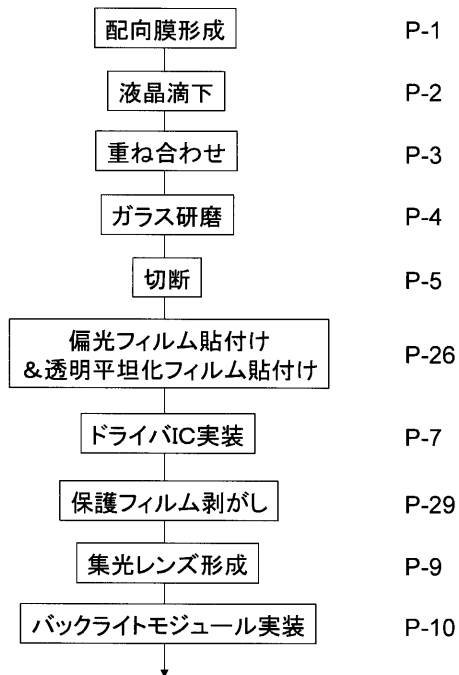 配向膜形成 P-1
液晶滴下 P-2
重ね合わせ P-3
ガラス研磨 P-4
切断 P-5
偏光フィルム貼付け
&透明平坦化フィルム貼付け P-26
ドライバIC実装 P-7
保護フィルム剥がし P-29
集光レンズ形成 P-9
バックライトモジュール実装 P-10